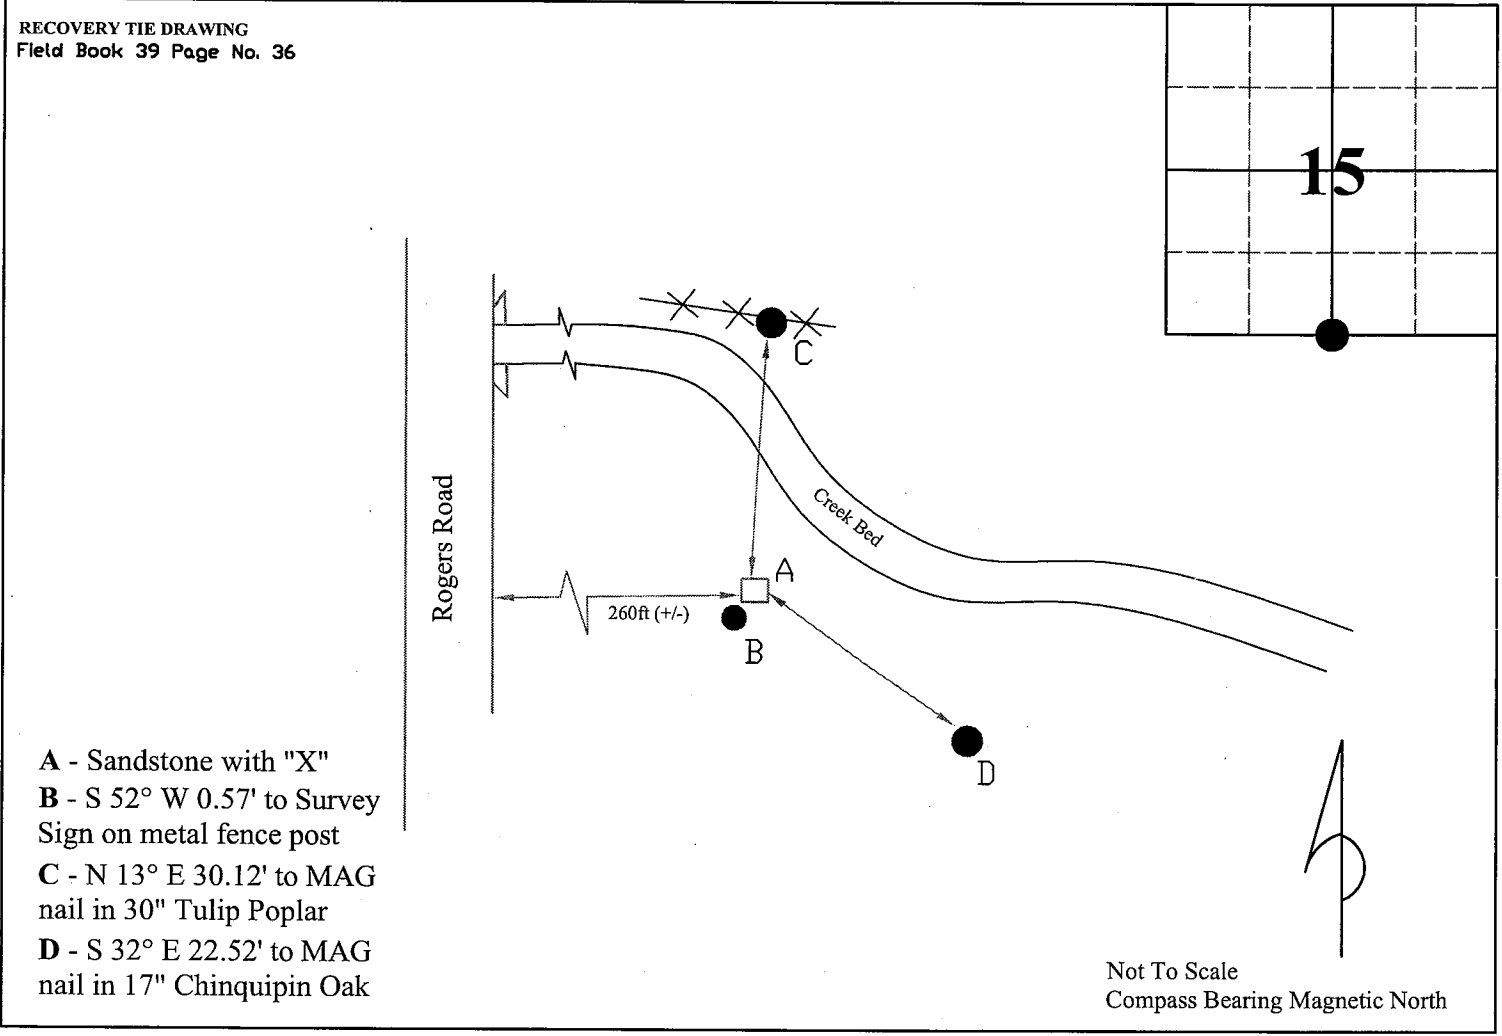 RECOVERY TIE DRAWING
Field Book 39 Page No. 36
15
C
Creek Bed
Rogers Road
A
260ft (+/-)
B
D
A - Sandstone with "X"
B - S 52° W 0.57' to Survey
Sign on metal fence post
C - N 13° E 30.12' to MAG
nail in 30" Tulip Poplar
D - S 32° E 22.52' to MAG
nail in 17" Chinquipin Oak
Not To Scale
Compass Bearing Magnetic North